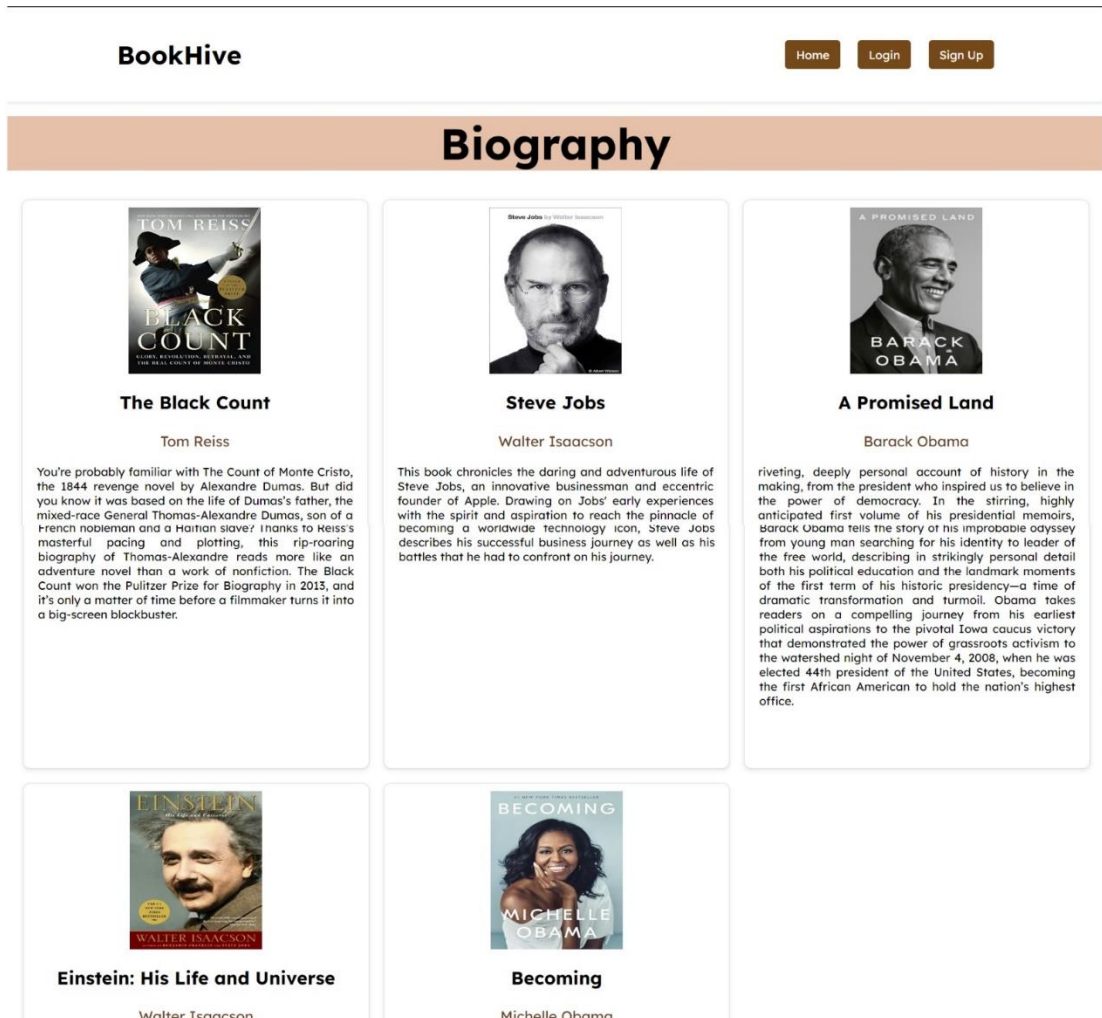 BookHive
Home
Login
Sign Up
Biography
TOM REISS
BLACK
COUNT
GLORY, REVOLUTION, BETRAYAL, AND
THE REAL COUNT OF MONTE CRISTO
The Black Count
Tom Reiss
You're probably familiar with The Count of Monte Cristo,
the 1844 revenge novel by Alexandre Dumas. But did
you know it was based on the life of Dumas's father, the
mixed-race General Thomas-Alexandre Dumas, son of a
French nobleman and a Haitian slave? Thanks to Reiss's
masterful pacing and plotting, this rip-roaring
biography of Thomas-Alexandre reads more like an
adventure novel than a work of nonfiction. The Black
Count won the Pulitzer Prize for Biography in 2013, and
it's only a matter of time before a filmmaker turns it into
a big-screen blockbuster.
Steve Jobs by Walter Isaacson
Steve Jobs
Walter Isaacson
This book chronicles the daring and adventurous life of
Steve Jobs, an innovative businessman and eccentric
founder of Apple. Drawing on Jobs' early experiences
with the spirit and aspiration to reach the pinnacle of
becoming a worldwide technology icon, Steve Jobs
describes his successful business journey as well as his
battles that he had to confront on his journey.
A PROMISED LAND
BARACK
OBAMA
A Promised Land
Barack Obama
riveting, deeply personal account of history in the
making, from the president who inspired us to believe in
the power of democracy. In the stirring, highly
anticipated first volume of his presidential memoirs,
Barack Obama tells the story of his improbable odyssey
from young man searching for his identity to leader of
the free world, describing in strikingly personal detail
both his political education and the landmark moments
of the first term of his historic presidency—a time of
dramatic transformation and turmoil. Obama takes
readers on a compelling journey from his earliest
political aspirations to the pivotal Iowa caucus victory
that demonstrated the power of grassroots activism to
the watershed night of November 4, 2008, when he was
elected 44th president of the United States, becoming
the first African American to hold the nation's highest
office.
EINSTEIN
His Life and Universe
WALTER ISAACSON
Einstein: His Life and Universe
Walter Isaacson
BECOMING
MICHELLE
OBAMA
Becoming
Michelle Obama